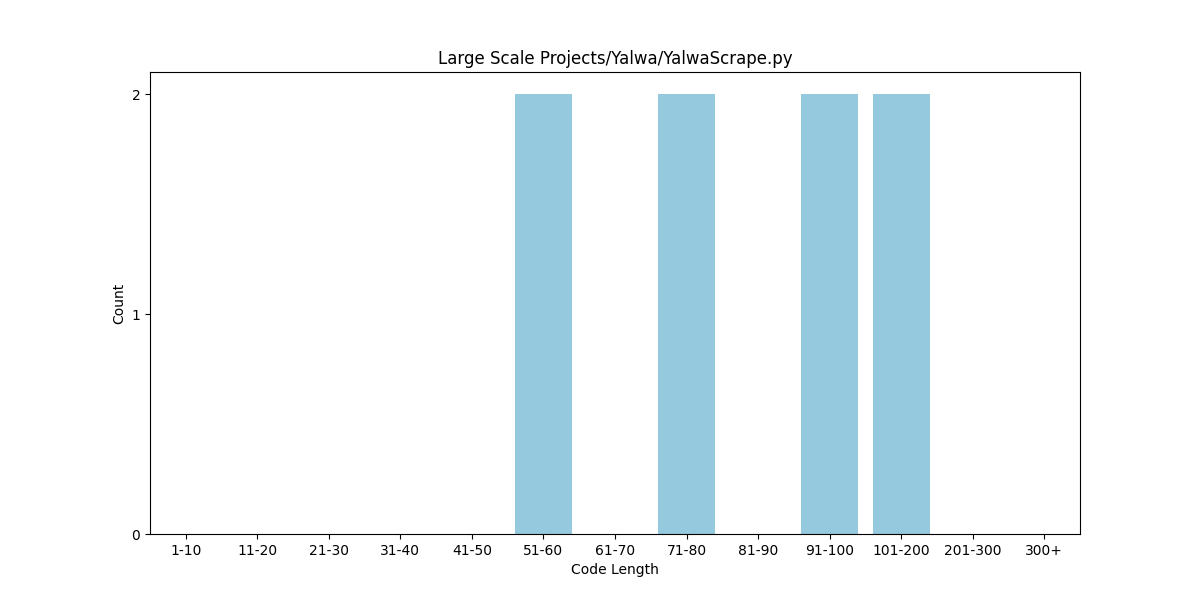 Large Scale Projects/Yalwa/YalwaScrape.py
2
1
0
Count
1-10 11-20 21-30 31-40 41-50 51-60 61-70 71-80 81-90 91-100 101-200 201-300 300+
Code Length